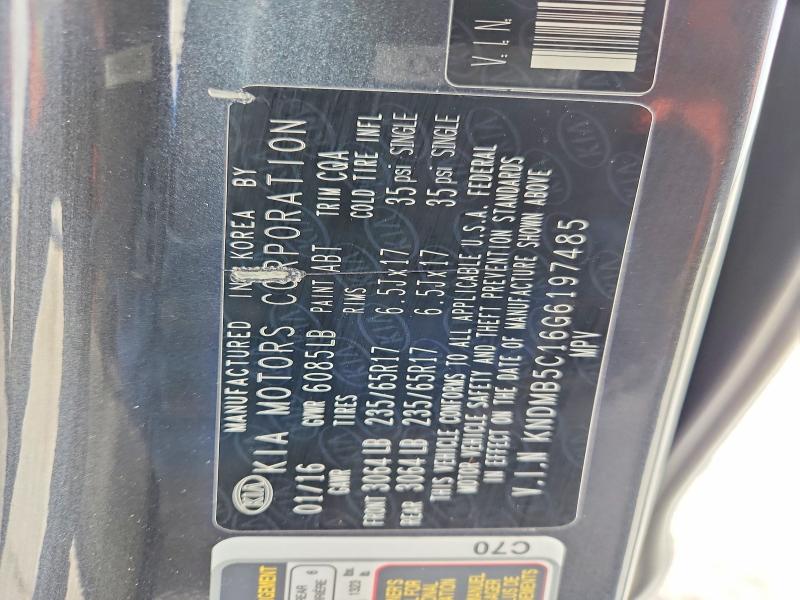 V.I.N.
MANUFACTURED IN KOREA BY
KIA KIA MOTORS CORPORATION
01/16 GVWR 6085LB PAINT ABT TRIM CQA
GWR TIRES RIMS COLD TIRE INFL
FRONT 3064LB 235/65R17 6.5Jx17 35psi SINGLE
REAR 3064LB 235/65R17 6.5Jx17 35psi SINGLE
THIS VEHICLE CONFORMS TO ALL APPLICABLE U.S.A. FEDERAL
MOTOR VEHICLE SAFETY AND THEFT PREVENTION STANDARDS
IN EFFECT ON THE DATE OF MANUFACTURE SHOWN ABOVE
V.I.N KNDMB5C16G6197485
MPV
C70